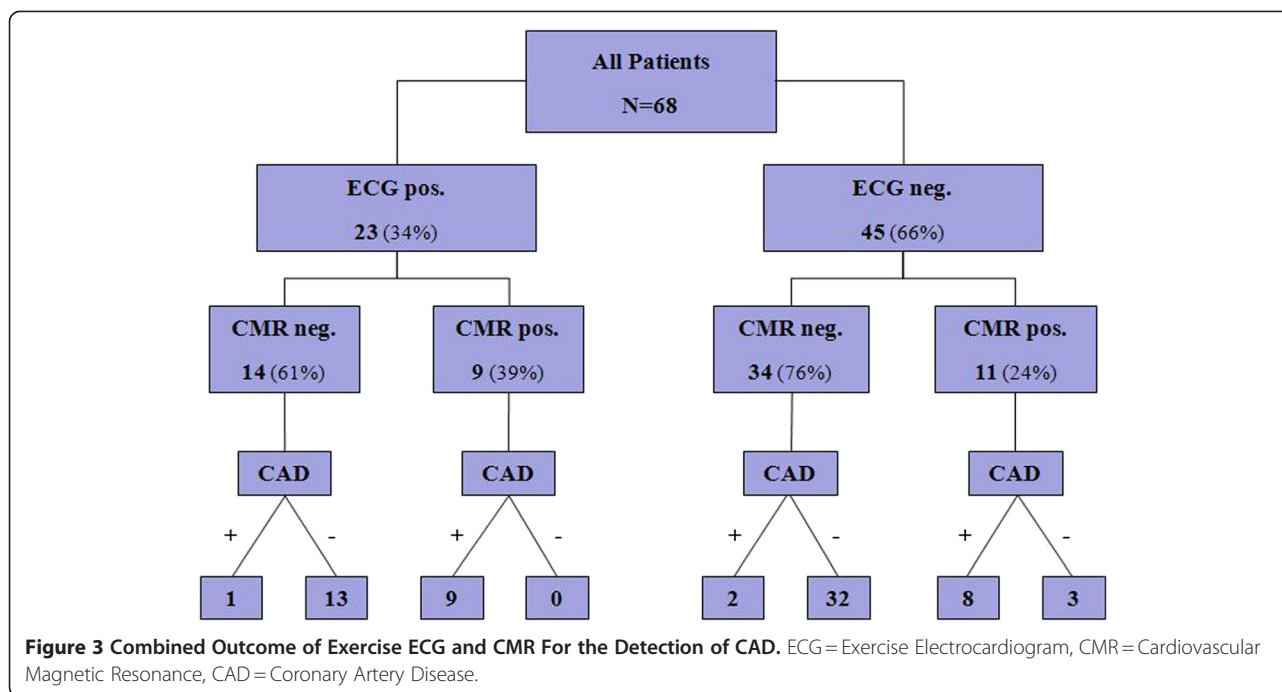 All Patients
N=68
ECG pos.
23 (34%)
ECG neg.
45 (66%)
CMR neg.
14 (61%)
CMR pos.
9 (39%)
CMR neg.
34 (76%)
CMR pos.
11 (24%)
CAD
CAD
CAD
CAD
+ - + - + - + -
1 13 9 0 2 32 8 3
Figure 3 Combined Outcome of Exercise ECG and CMR For the Detection of CAD. ECG = Exercise Electrocardiogram, CMR = Cardiovascular
Magnetic Resonance, CAD = Coronary Artery Disease.